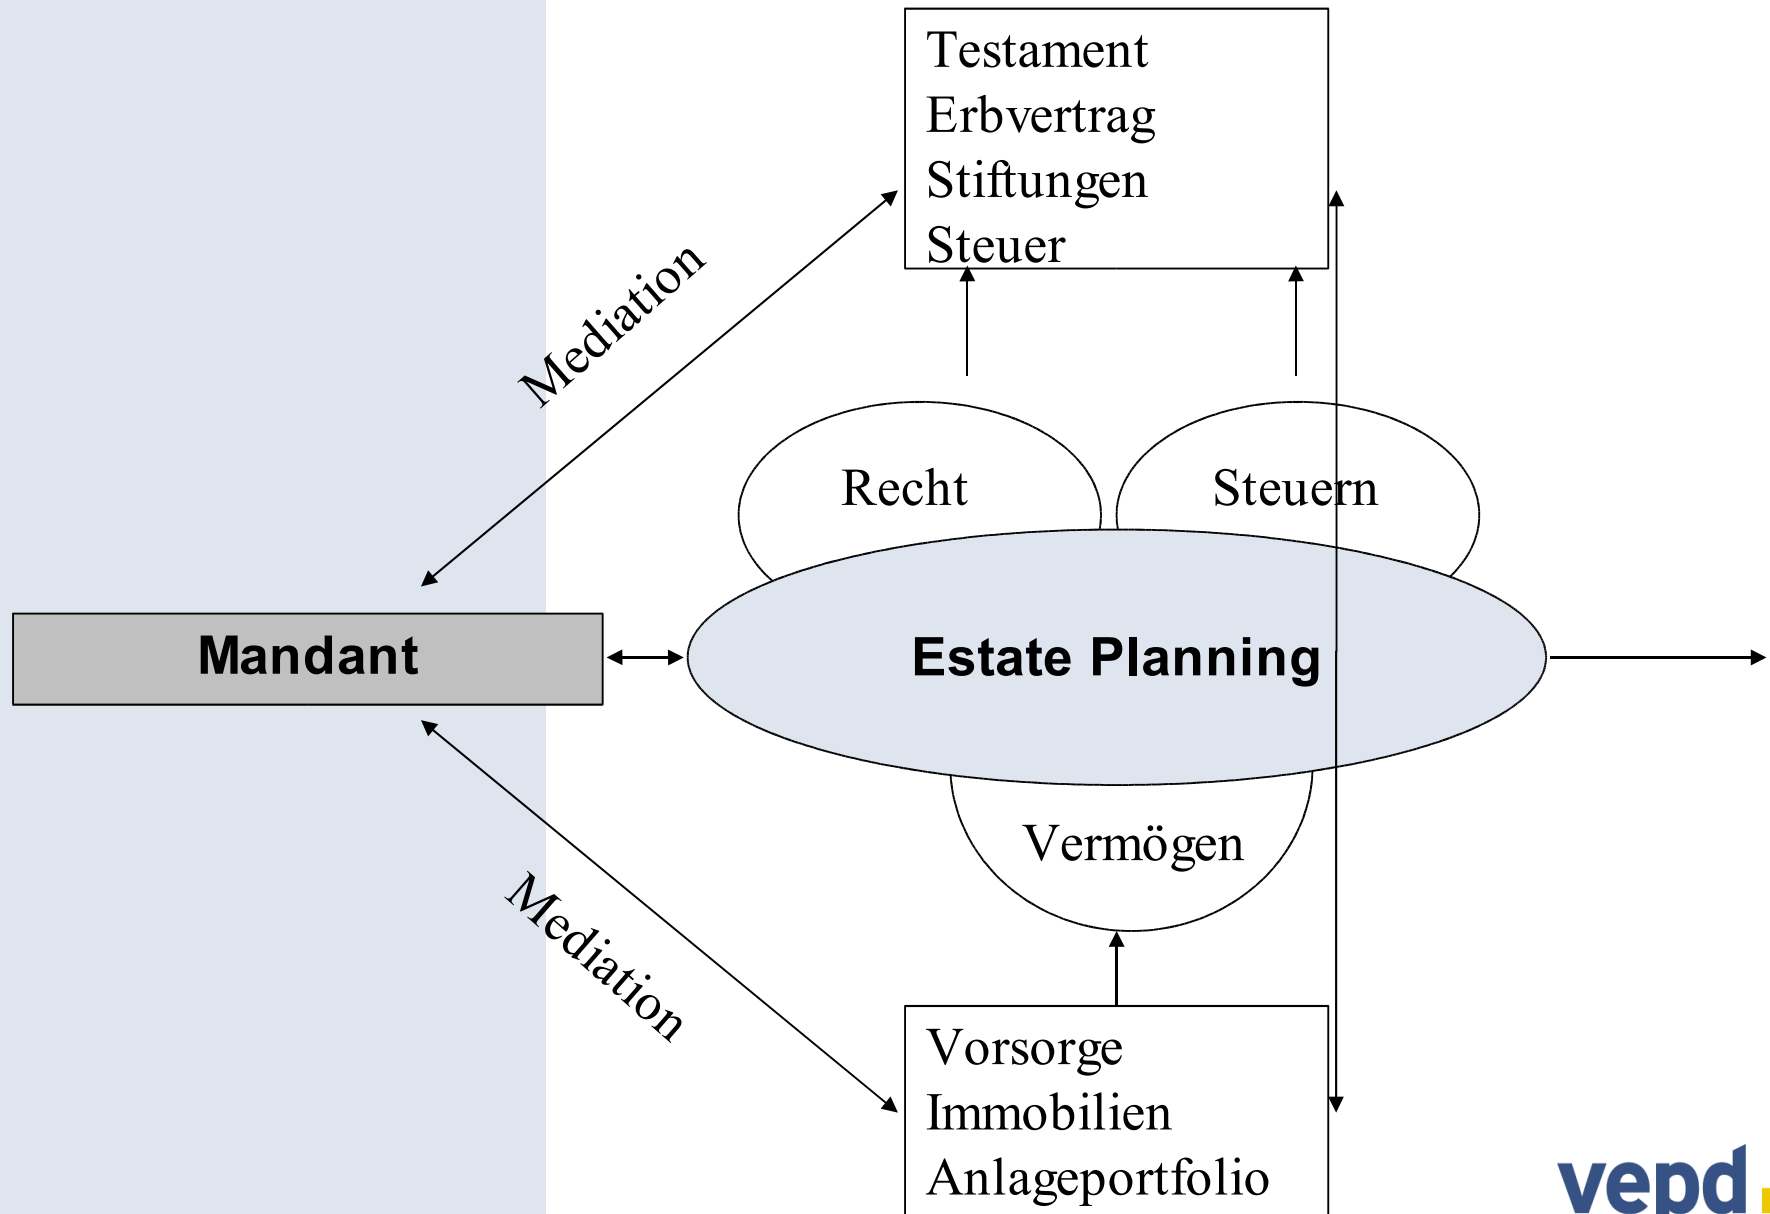 Testament
Erbvertrag
Stiftungen
Steuer
Mediation
Recht
Steuern
Mandant
Estate Planning
Vermögen
Mediation
Vorsorge
Immobilien
Anlageportfolio
vepd